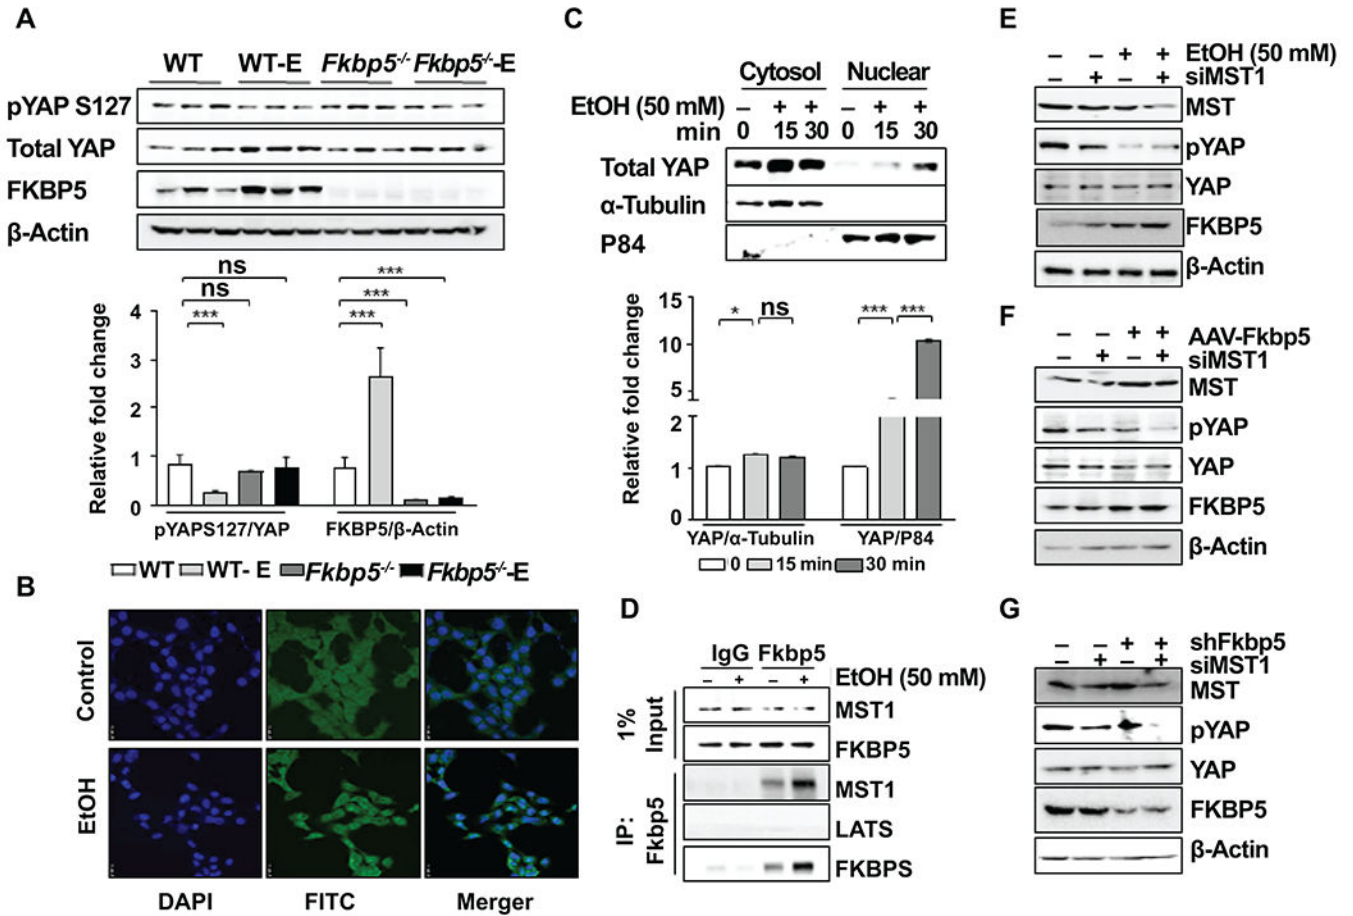 A
WT WT-E Fkbp5-/- Fkbp5-/--E
pYAP S127
Total YAP
FKBP5
β-Actin
ns
ns
***
***
***
***
Relative fold change
4
3
2
1
0
pYAPS127/YAP FKBP5/β-Actin
WT WT- E Fkbp5-/- Fkbp5-/--E
B
Control
EtOH
DAPI FITC Merger
C
Cytosol Nuclear
EtOH (50 mM) – + + – + +
min 0 15 30 0 15 30
Total YAP
α-Tubulin
P84
Relative fold change
15
10
5
2
1
0
* ns *** ***
YAP/α-Tubulin YAP/P84
0 15 min 30 min
D
IgG Fkbp5
– + – + EtOH (50 mM)
1% Input
MST1
FKBP5
IP: Fkbp5
MST1
LATS
FKBPS
E
– – + + EtOH (50 mM)
– + – + siMST1
MST
pYAP
YAP
FKBP5
β-Actin
F
– – + + AAV-Fkbp5
– + – + siMST1
MST
pYAP
YAP
FKBP5
β-Actin
G
– – + + shFkbp5
– + – + siMST1
MST
pYAP
YAP
FKBP5
β-Actin